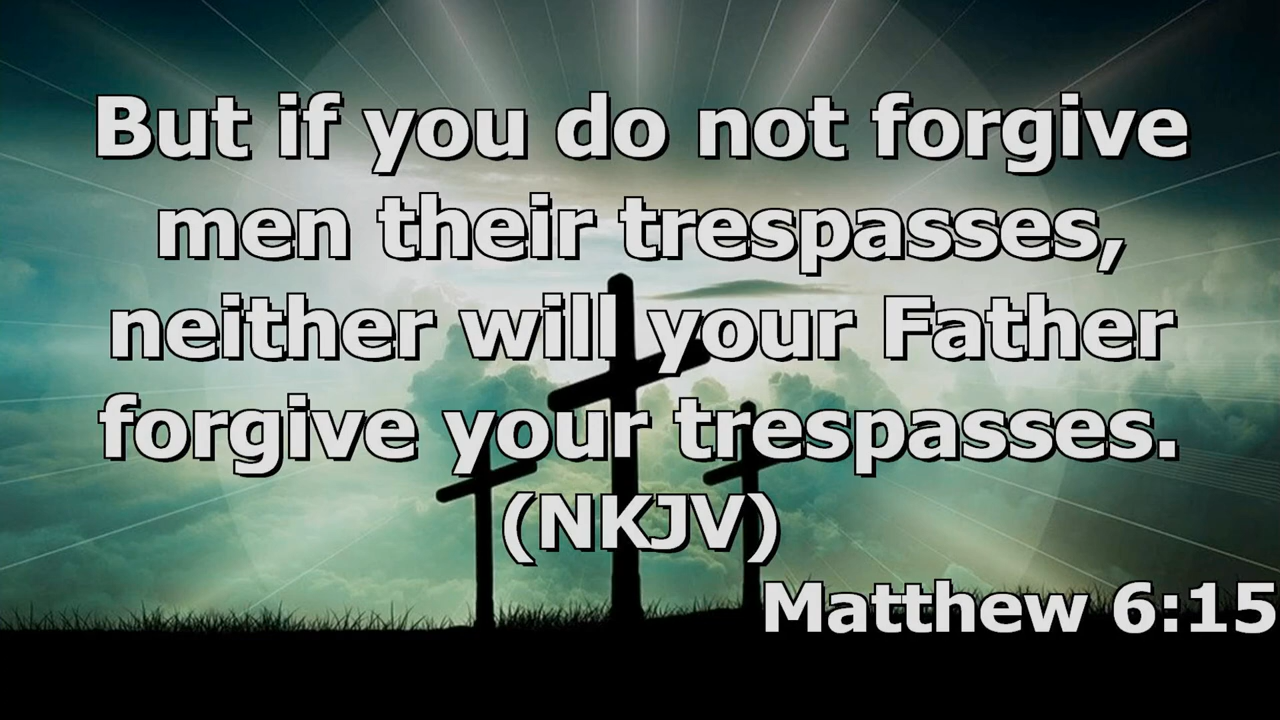 But if you do not forgive
men their trespasses,
neither will your Father
forgive your trespasses.
(NKJV)
Matthew 6:15